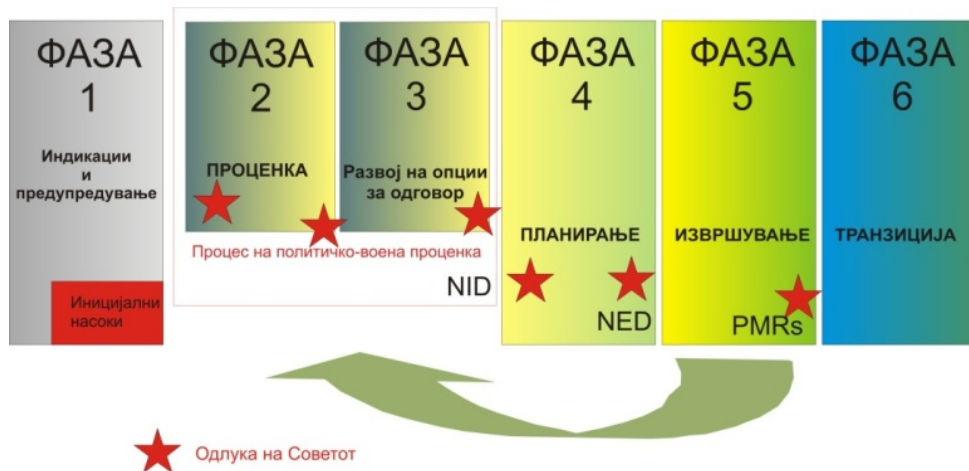 ФАЗА
1
Индикации
и
предупредување
Иницијални
насоки
ФАЗА
2
ПРОЦЕНКА
ФАЗА
3
Развој на опции
за одговор
Процес на политичко-воена проценка
NID
ФАЗА
4
ПЛАНИРАЊЕ
NED
ФАЗА
5
ИЗВРШУВАЊЕ
PMRs
ФАЗА
6
ТРАНЗИЦИЈА
Одлука на Советот